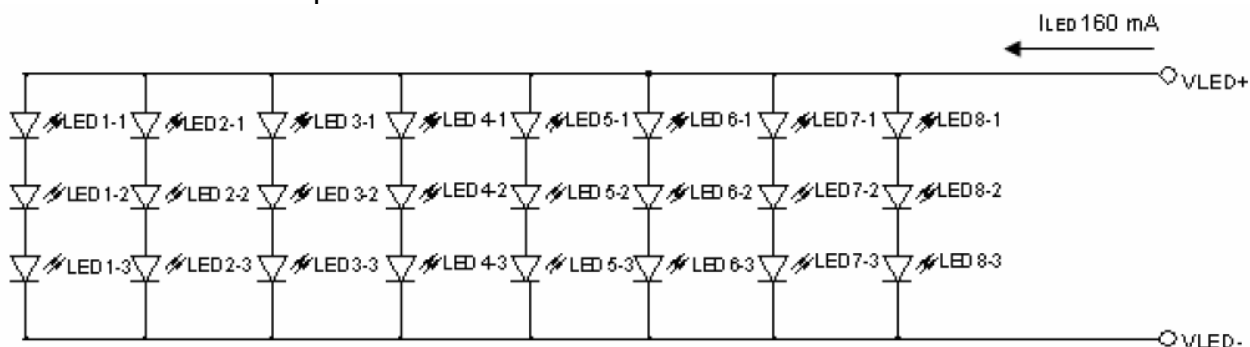 ILED 160 mA
VLED+
LED 1-1 LED 2-1 LED 3-1 LED 4-1 LED 5-1 LED 6-1 LED 7-1 LED 8-1
LED 1-2 LED 2-2 LED 3-2 LED 4-2 LED 5-2 LED 6-2 LED 7-2 LED 8-2
LED 1-3 LED 2-3 LED 3-3 LED 4-3 LED 5-3 LED 6-3 LED 7-3 LED 8-3
VLED-